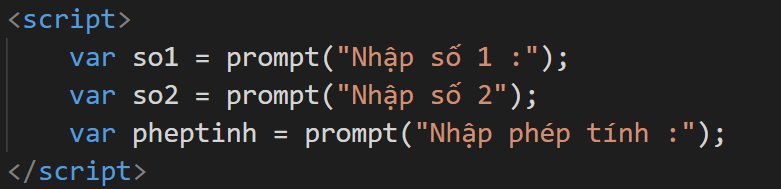 <script>
var so1 = prompt("Nhập số 1 :");
var so2 = prompt("Nhập số 2");
var pheptinh = prompt("Nhập phép tính :");
</script>